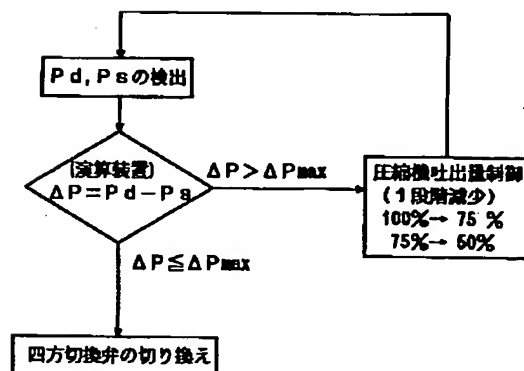 Pd,Psの検出
(演算装置)
ΔP=Pd-Ps
ΔP>ΔPmax
圧縮機吐出量制御
(1段階減少)
100%→75%
75%→50%
ΔP≦ΔPmax
四方切換弁の切り換え